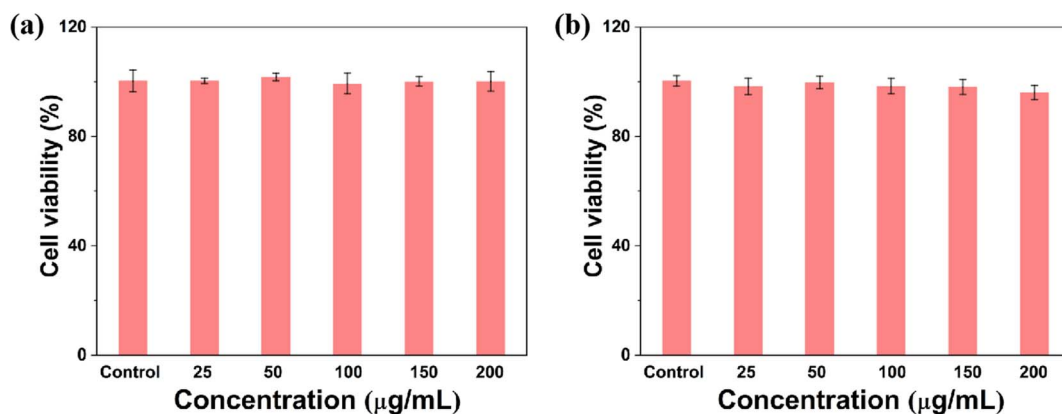 (a)
120
80
40
0
Cell viability (%)
Control 25 50 100 150 200
Concentration (μg/mL)
(b)
120
80
40
0
Cell viability (%)
Control 25 50 100 150 200
Concentration (μg/mL)